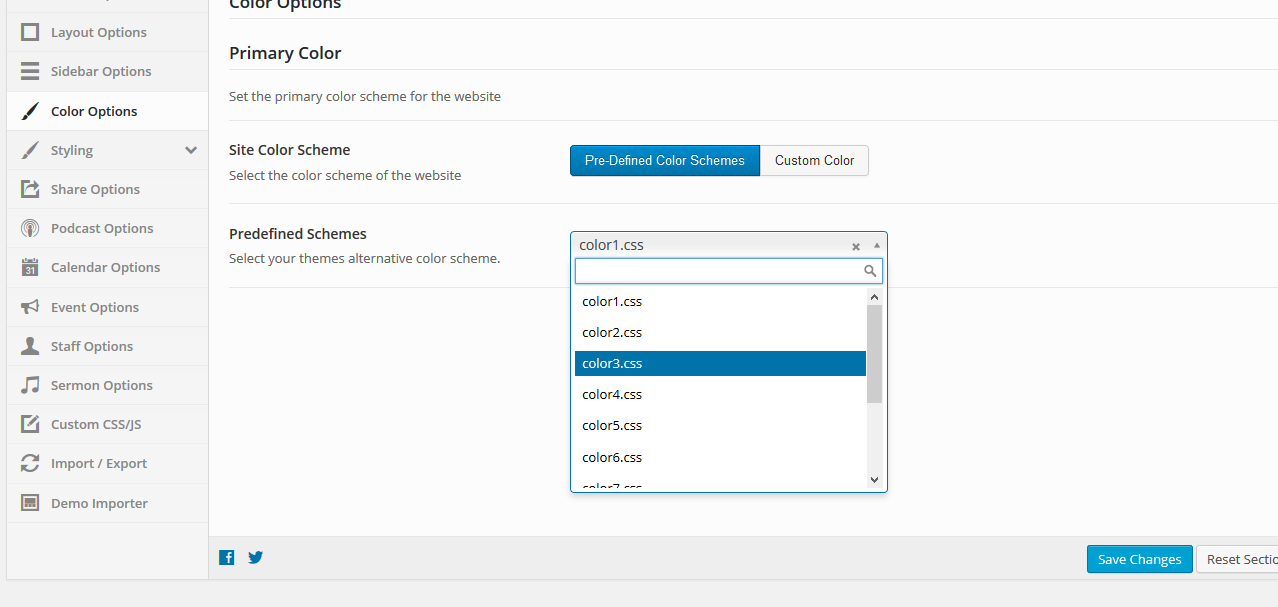 Color Options
Layout Options
Sidebar Options
Color Options
Styling
Share Options
Podcast Options
31
Calendar Options
Event Options
Staff Options
Sermon Options
Custom CSS/JS
Import / Export
Demo Importer
Primary Color
Set the primary color scheme for the website
Site Color Scheme
Select the color scheme of the website
Pre-Defined Color Schemes
Custom Color
Predefined Schemes
Select your themes alternative color scheme.
color1.css
color1.css
color2.css
color3.css
color4.css
color5.css
color6.css
color7.css
Save Changes
Reset Sectio